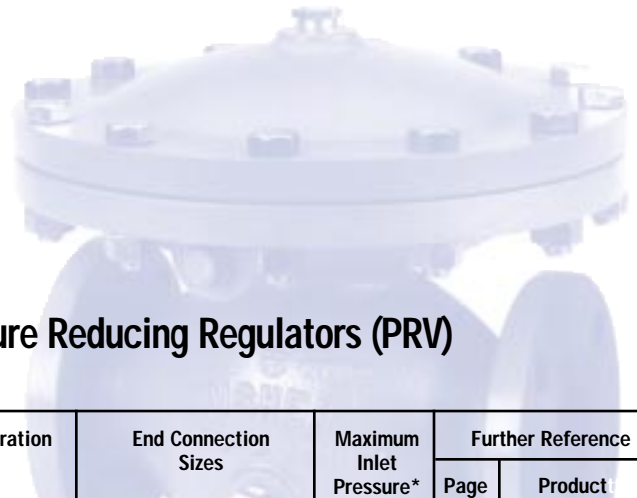 ure Reducing Regulators (PRV)
ration
End Connection
Sizes
Maximum
Inlet
Pressure*
Further Reference
Page
Product